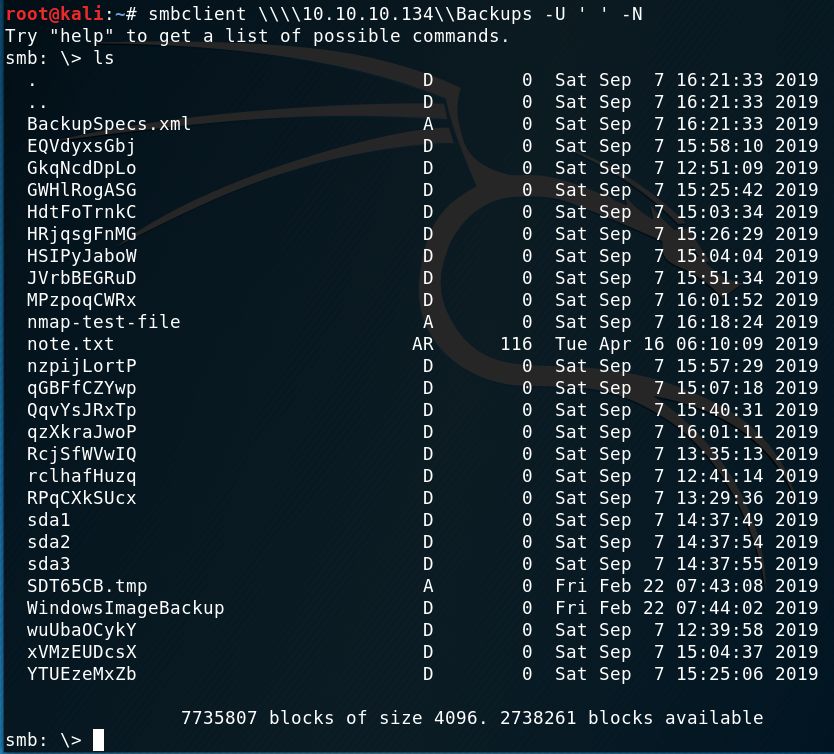 root@kali:~# smbclient \\\\10.10.10.134\\Backups -U ' ' -N
Try "help" to get a list of possible commands.
smb: \> ls
  .                                   D        0  Sat Sep  7 16:21:33 2019
  ..                                  D        0  Sat Sep  7 16:21:33 2019
  BackupSpecs.xml                     A        0  Sat Sep  7 16:21:33 2019
  EQVdyxsGbj                          D        0  Sat Sep  7 15:58:10 2019
  GkqNcdDpLo                          D        0  Sat Sep  7 12:51:09 2019
  GWHlRogASG                          D        0  Sat Sep  7 15:25:42 2019
  HdtFoTrnkC                          D        0  Sat Sep  7 15:03:34 2019
  HRjqsgFnMG                          D        0  Sat Sep  7 15:26:29 2019
  HSIPyJaboW                          D        0  Sat Sep  7 15:04:04 2019
  JVrbBEGRuD                          D        0  Sat Sep  7 15:51:34 2019
  MPzpoqCWRx                          D        0  Sat Sep  7 16:01:52 2019
  nmap-test-file                      A        0  Sat Sep  7 16:18:24 2019
  note.txt                           AR      116  Tue Apr 16 06:10:09 2019
  nzpijLortP                          D        0  Sat Sep  7 15:57:29 2019
  qGBFfCZYwp                          D        0  Sat Sep  7 15:07:18 2019
  QqvYsJRxTp                          D        0  Sat Sep  7 15:40:31 2019
  qzXkraJwoP                          D        0  Sat Sep  7 16:01:11 2019
  RcjSfWVwIQ                          D        0  Sat Sep  7 13:35:13 2019
  rclhafHuzq                          D        0  Sat Sep  7 12:41:14 2019
  RPqCXkSUcx                          D        0  Sat Sep  7 13:29:36 2019
  sda1                                D        0  Sat Sep  7 14:37:49 2019
  sda2                                D        0  Sat Sep  7 14:37:54 2019
  sda3                                D        0  Sat Sep  7 14:37:55 2019
  SDT65CB.tmp                         A        0  Fri Feb 22 07:43:08 2019
  WindowsImageBackup                  D        0  Fri Feb 22 07:44:02 2019
  wuUbaOCykY                          D        0  Sat Sep  7 12:39:58 2019
  xVMzEUDcsX                          D        0  Sat Sep  7 15:04:37 2019
  YTUEzeMxZb                          D        0  Sat Sep  7 15:25:06 2019
                7735807 blocks of size 4096. 2738261 blocks available
smb: \>